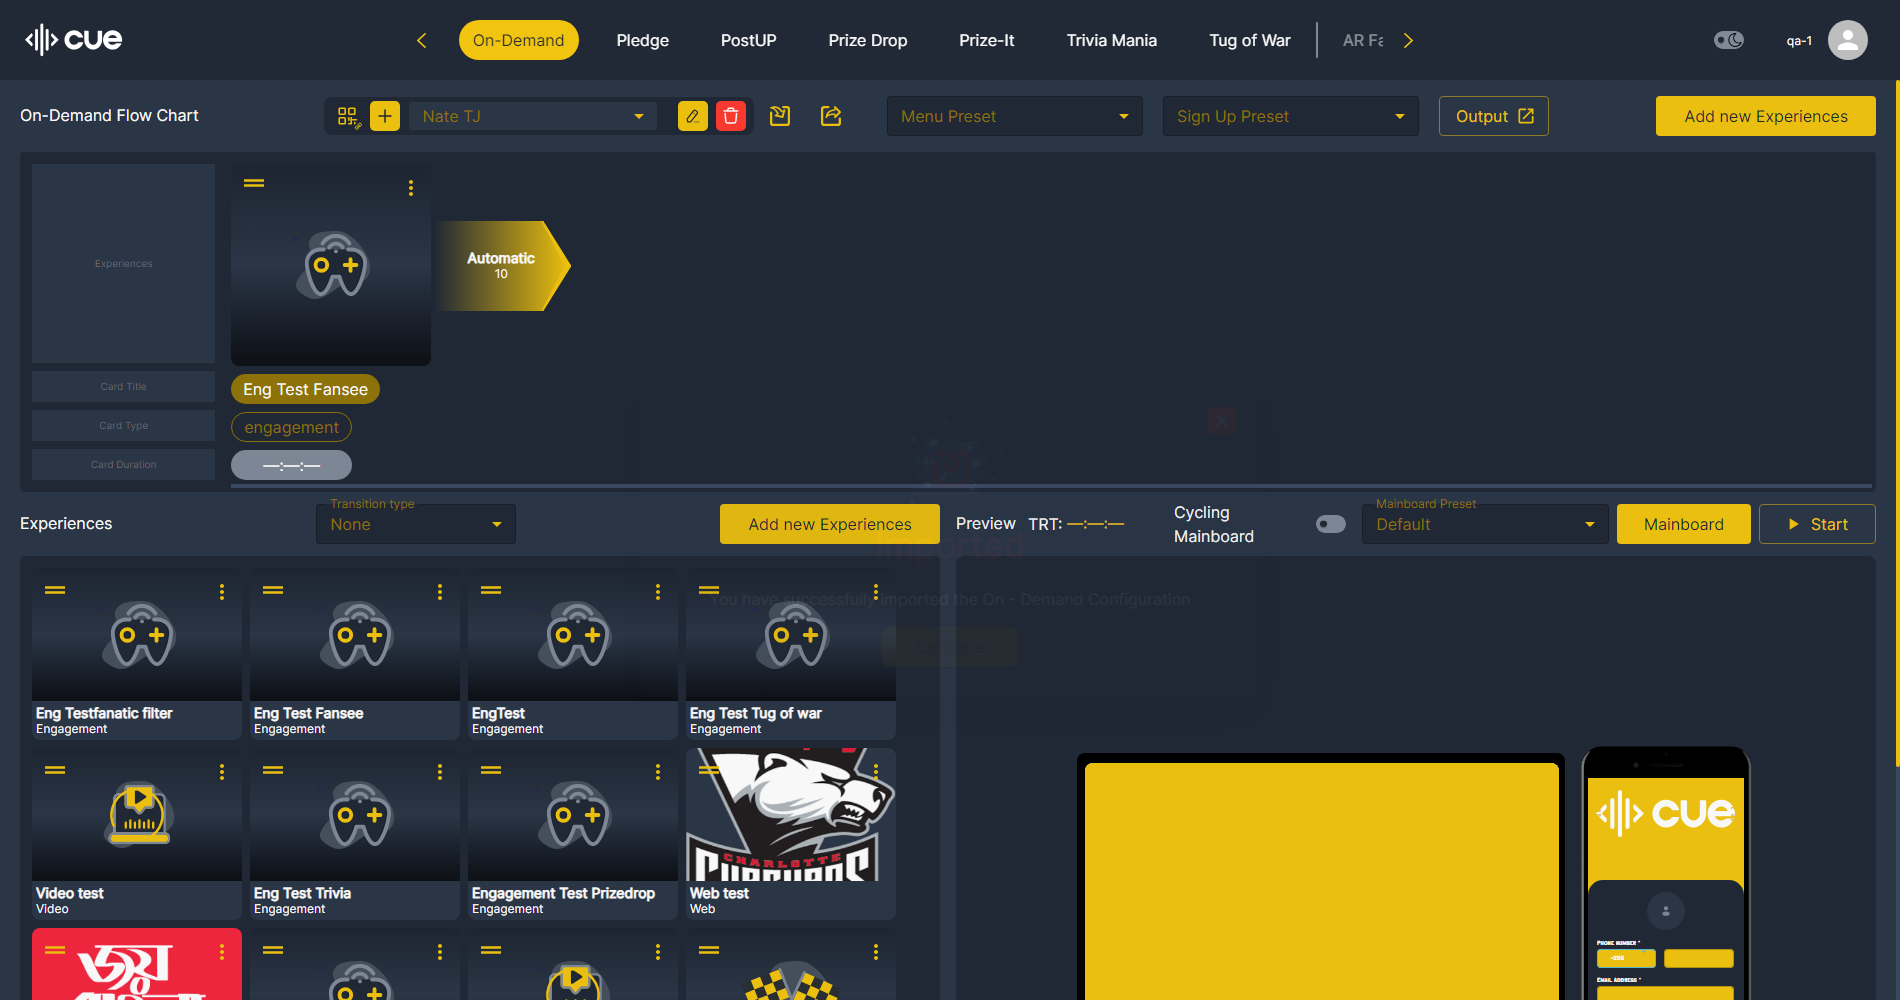 cue
On-Demand
Pledge
PostUP
Prize Drop
Prize-It
Trivia Mania
Tug of War
AR Fa
qa-1
On-Demand Flow Chart
Nate TJ
Menu Preset
Sign Up Preset
Output
Add new Experiences
Experiences
Automatic
10
Card Title
Eng Test Fansee
Card Type
engagement
Card Duration
—:—:—
Experiences
Transition type
None
Add new Experiences
Preview
TRT: —:—:—
Cycling
Mainboard
Mainboard Preset
Default
Mainboard
Start
Imported
You have successfully imported the On - Demand Configuration
Continue
Eng Testfanatic filter
Engagement
Eng Test Fansee
Engagement
EngTest
Engagement
Eng Test Tug of war
Engagement
CHARLOTTE
Video test
Video
Eng Test Trivia
Engagement
Engagement Test Prizedrop
Engagement
Web test
Web
জয়
cue
PHONE NUMBER *
EMAIL ADDRESS *